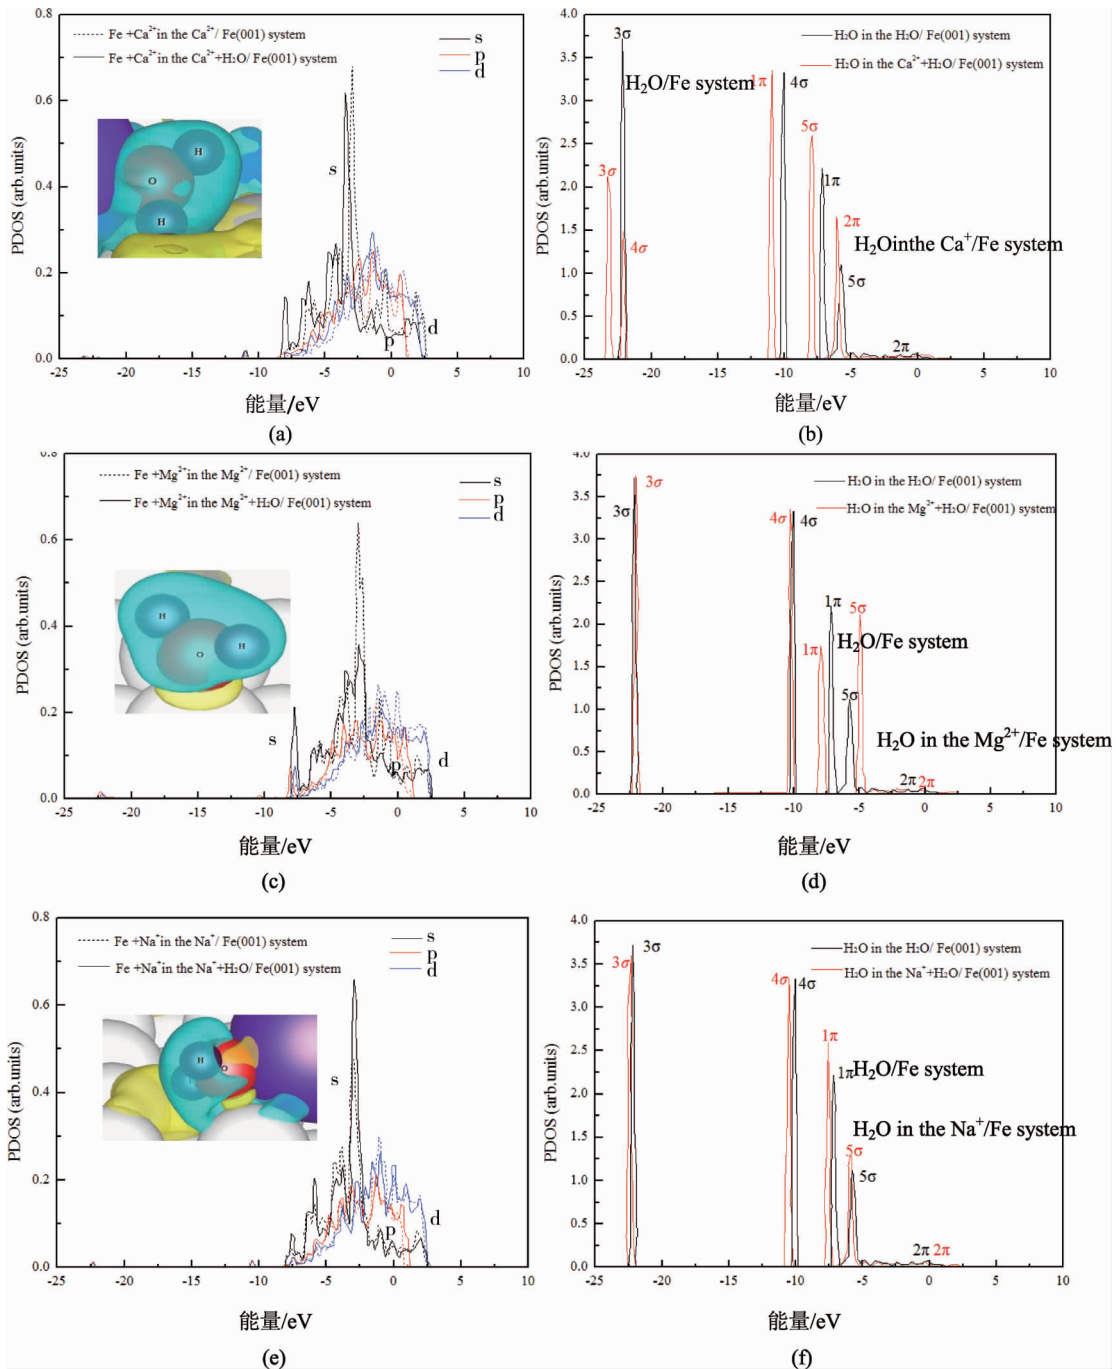 Fe +Ca²⁺in the Ca²⁺/ Fe(001) system
Fe +Ca²⁺in the Ca²⁺+H₂O/ Fe(001) system
s
p
d
PDOS (arb.units)
0.8
0.6
0.4
0.2
0.0
H
O
H
s
p
d
-25 -20 -15 -10 -5 0 5 10
能量/eV
(a)
H₂O in the H₂O/ Fe(001) system
H₂O in the Ca²⁺+H₂O/ Fe(001) system
PDOS (arb.units)
4.0
3.5
3.0
2.5
2.0
1.5
1.0
0.5
0.0
3σ
H₂O/Fe system
1π
4σ
5σ
3σ
1π
2π
4σ
H₂Ointhe Ca⁺/Fe system
5σ
2π
-25 -20 -15 -10 -5 0 5 10
能量/eV
(b)
Fe +Mg²⁺in the Mg²⁺/ Fe(001) system
Fe +Mg²⁺in the Mg²⁺+H₂O/ Fe(001) system
s
p
d
PDOS (arb.units)
0.8
0.6
0.4
0.2
0.0
H
H
O
s
p
d
-25 -20 -15 -10 -5 0 5 10
能量/eV
(c)
H₂O in the H₂O/ Fe(001) system
H₂O in the Mg²⁺+H₂O/ Fe(001) system
PDOS (arb.units)
4.0
3.5
3.0
2.5
2.0
1.5
1.0
0.5
0.0
3σ
3σ
4σ
4σ
1π
5σ
1π
H₂O/Fe system
5σ
H₂O in the Mg²⁺/Fe system
2π
2π
-25 -20 -15 -10 -5 0 5 10
能量/eV
(d)
Fe +Na⁺in the Na⁺/ Fe(001) system
Fe +Na⁺in the Na⁺+H₂O/ Fe(001) system
s
p
d
PDOS (arb.units)
0.8
0.6
0.4
0.2
0.0
H
O
s
p
d
-25 -20 -15 -10 -5 0 5 10
能量/eV
(e)
H₂O in the H₂O/ Fe(001) system
H₂O in the Na⁺+H₂O/ Fe(001) system
PDOS (arb.units)
4.0
3.5
3.0
2.5
2.0
1.5
1.0
0.5
0.0
3σ
3σ
4σ
4σ
1π
1π
H₂O/Fe system
H₂O in the Na⁺/Fe system
5σ
5σ
2π
2π
-25 -20 -15 -10 -5 0 5 10
能量/eV
(f)